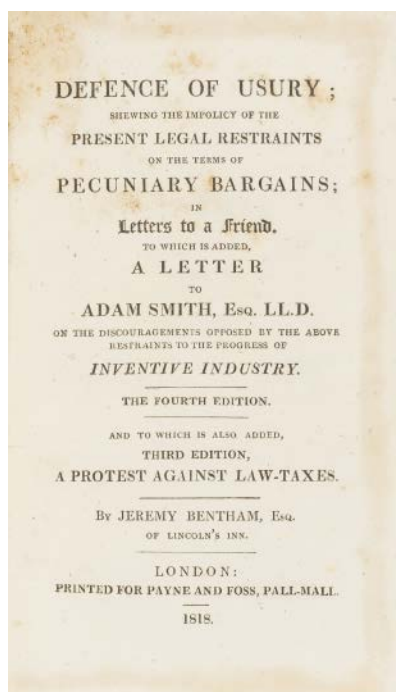 DEFENCE OF USURY ;
SHEWING THE IMPOLICY OF THE
PRESENT LEGAL RESTRAINTS
ON THE TERMS OF
PECUNIARY BARGAINS;
IN
Letters to a Friend.
TO WHICH IS ADDED,
A LETTER
TO
ADAM SMITH, Esq. LL.D.
ON THE DISCOURAGEMENTS OPPOSED BY THE ABOVE
RESTRAINTS TO THE PROGRESS OF
INVENTIVE INDUSTRY.
THE FOURTH EDITION.
AND TO WHICH IS ALSO ADDED,
THIRD EDITION,
A PROTEST AGAINST LAW-TAXES.
By JEREMY BENTHAM, Esq.
OF LINCOLN'S INN.
LONDON:
PRINTED FOR PAYNE AND FOSS, PALL-MALL.
1818.